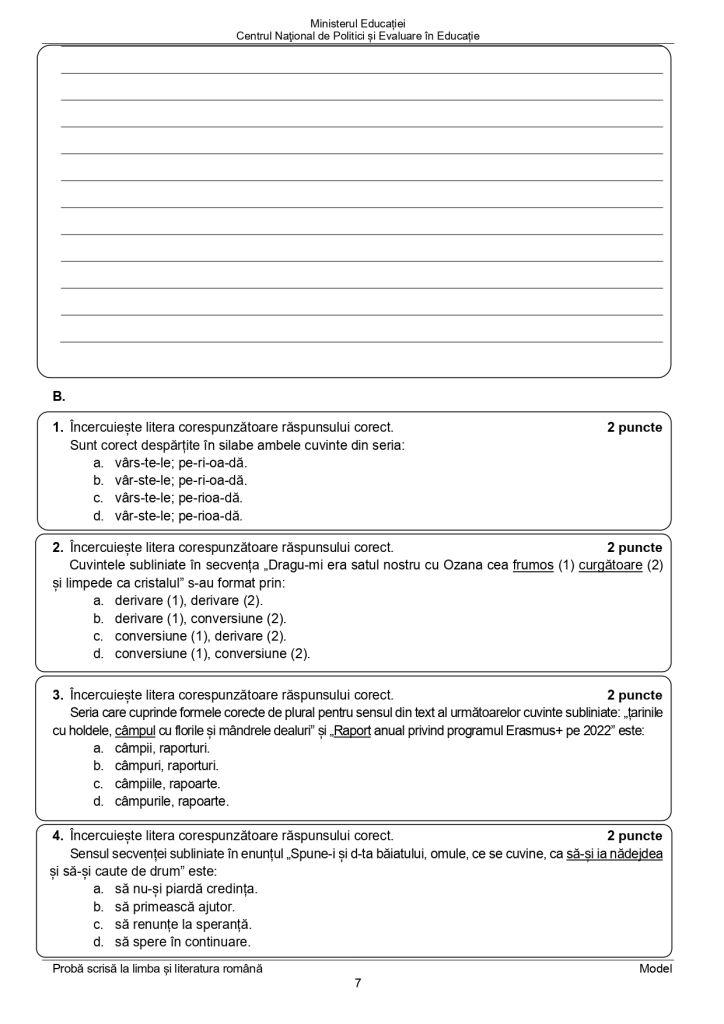 Ministerul Educației
Centrul Naţional de Politici și Evaluare în Educație
B.
1. Încercuiește litera corespunzătoare răspunsului corect. 2 puncte
Sunt corect despărțite în silabe ambele cuvinte din seria:
a. vârs-te-le; pe-ri-oa-dă.
b. vâr-ste-le; pe-ri-oa-dă.
c. vârs-te-le; pe-rioa-dă.
d. vâr-ste-le; pe-rioa-dă.
2. Încercuiește litera corespunzătoare răspunsului corect. 2 puncte
Cuvintele subliniate în secvența „Dragu-mi era satul nostru cu Ozana cea frumos (1) curgătoare (2)
și limpede ca cristalul” s-au format prin:
a. derivare (1), derivare (2).
b. derivare (1), conversiune (2).
c. conversiune (1), derivare (2).
d. conversiune (1), conversiune (2).
3. Încercuiește litera corespunzătoare răspunsului corect. 2 puncte
Seria care cuprinde formele corecte de plural pentru sensul din text al următoarelor cuvinte subliniate: „țarinile
cu holdele, câmpul cu florile și mândrele dealuri” și „Raport anual privind programul Erasmus+ pe 2022” este:
a. câmpii, raporturi.
b. câmpuri, raporturi.
c. câmpiile, rapoarte.
d. câmpurile, rapoarte.
4. Încercuiește litera corespunzătoare răspunsului corect. 2 puncte
Sensul secvenței subliniate în enunțul „Spune-i și d-ta băiatului, omule, ce se cuvine, ca să-și ia nădejdea
și să-și caute de drum” este:
a. să nu-și piardă credința.
b. să primească ajutor.
c. să renunțe la speranță.
d. să spere în continuare.
Probă scrisă la limba și literatura română Model
7